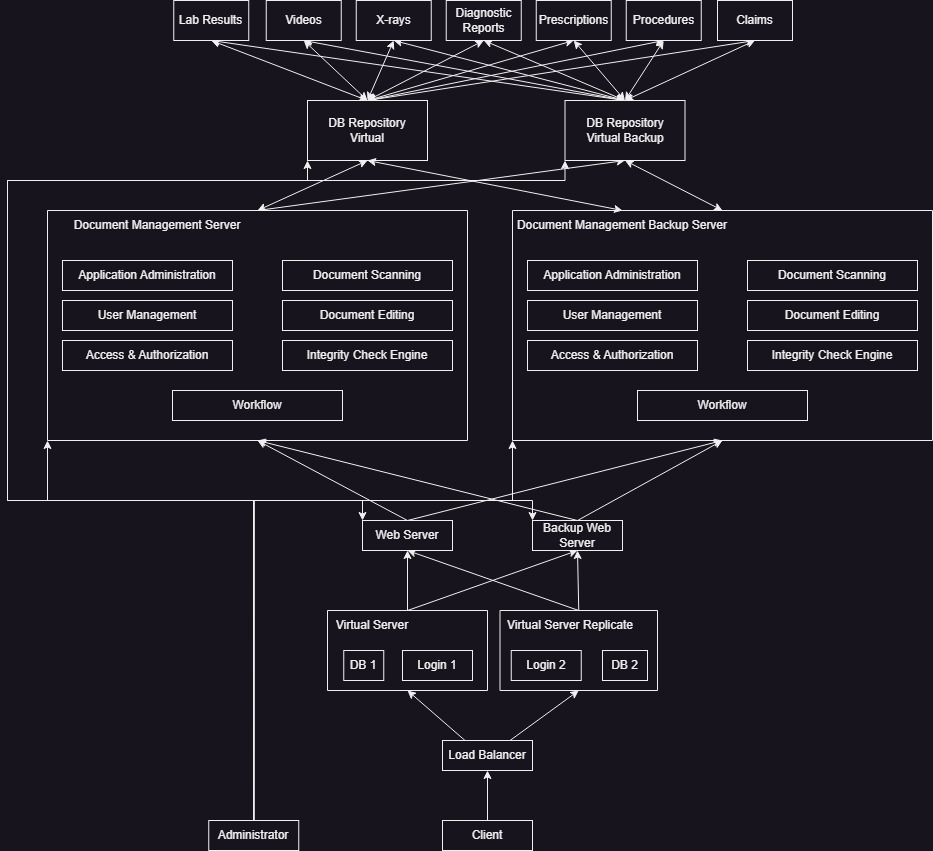 Lab Results
Videos
X-rays
Diagnostic
Reports
Prescriptions
Procedures
Claims
DB Repository
Virtual
DB Repository
Virtual Backup
Document Management Server
Application Administration
Document Scanning
User Management
Document Editing
Access & Authorization
Integrity Check Engine
Workflow
Document Management Backup Server
Application Administration
Document Scanning
User Management
Document Editing
Access & Authorization
Integrity Check Engine
Workflow
Web Server
Backup Web
Server
Virtual Server
DB 1
Login 1
Virtual Server Replicate
Login 2
DB 2
Load Balancer
Administrator
Client